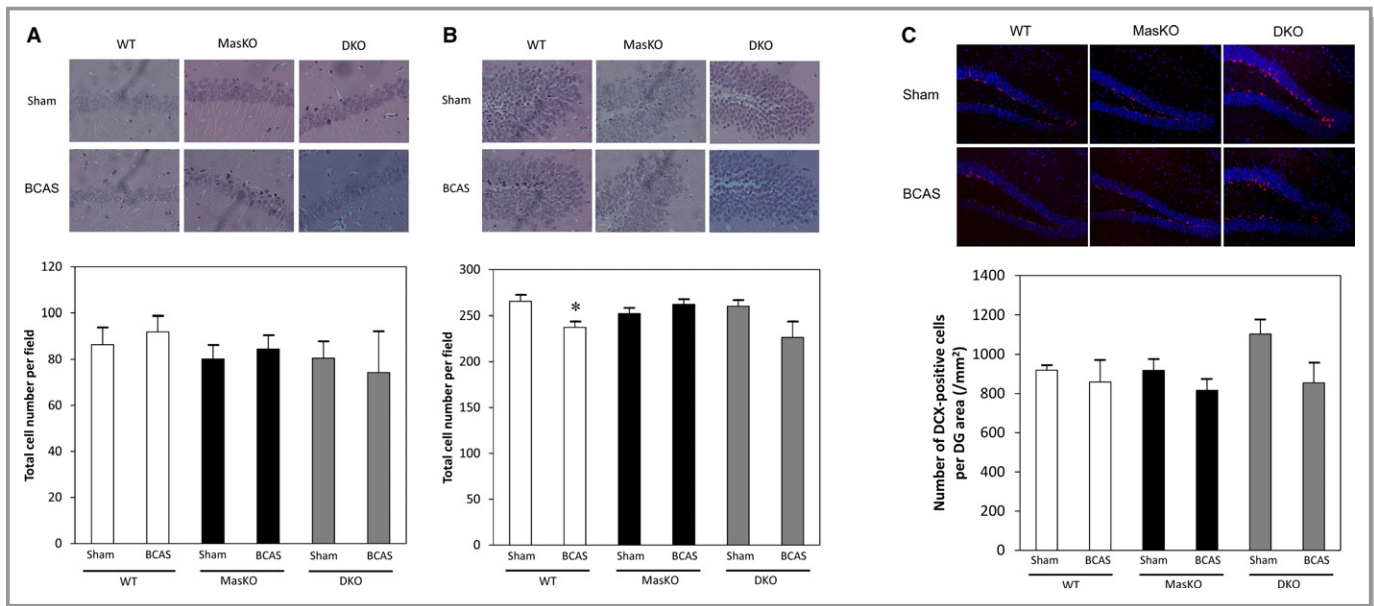 A
WT
MasKO
DKO
Sham
BCAS
Total cell number per field
120
100
80
60
40
20
0
Sham
BCAS
Sham
BCAS
Sham
BCAS
WT
MasKO
DKO
B
WT
MasKO
DKO
Sham
BCAS
Total cell number per field
300
250
200
150
100
50
0
*
Sham
BCAS
Sham
BCAS
Sham
BCAS
WT
MasKO
DKO
C
WT
MasKO
DKO
Sham
BCAS
Number of DCX-positive cells
per DG area (/mm²)
1400
1200
1000
800
600
400
200
0
Sham
BCAS
Sham
BCAS
Sham
BCAS
WT
MasKO
DKO